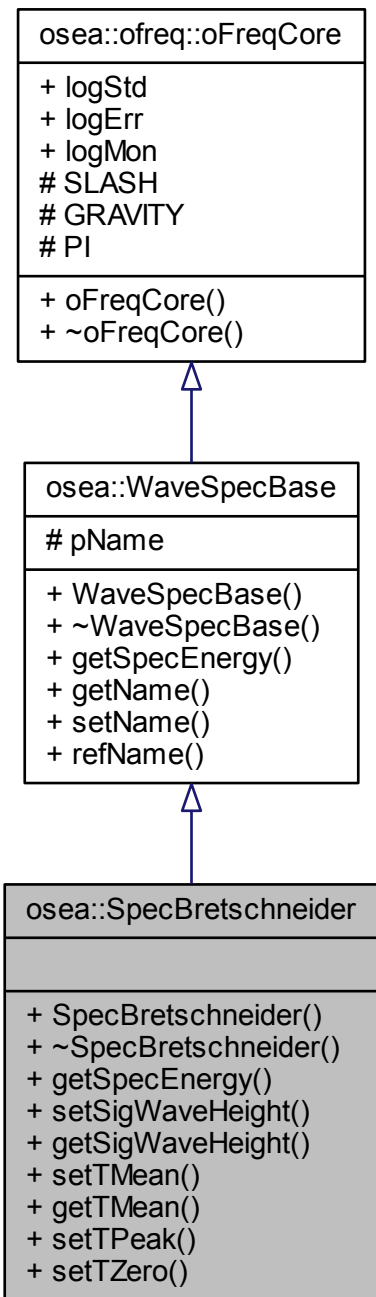 osea::ofreq::oFreqCore
+ logStd
+ logErr
+ logMon
# SLASH
# GRAVITY
# PI
+ oFreqCore()
+ ~oFreqCore()
osea::WaveSpecBase
# pName
+ WaveSpecBase()
+ ~WaveSpecBase()
+ getSpecEnergy()
+ getName()
+ setName()
+ refName()
osea::SpecBretschneider
+ SpecBretschneider()
+ ~SpecBretschneider()
+ getSpecEnergy()
+ setSigWaveHeight()
+ getSigWaveHeight()
+ setTMean()
+ getTMean()
+ setTPeak()
+ setTZero()